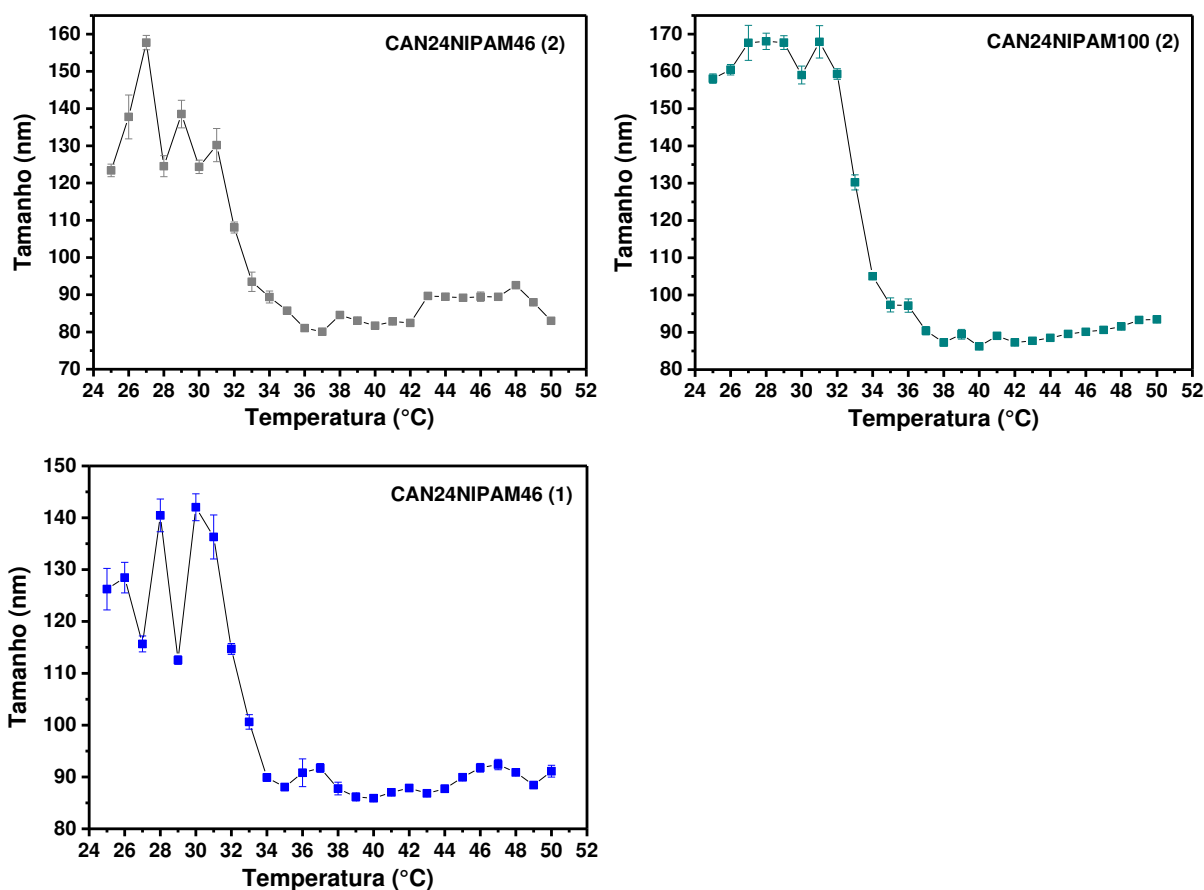 CAN24NIPAM46 (2)
Tamanho (nm)
160
150
140
130
120
110
100
90
80
70
24 26 28 30 32 34 36 38 40 42 44 46 48 50 52
Temperatura (°C)
CAN24NIPAM100 (2)
Tamanho (nm)
170
160
150
140
130
120
110
100
90
80
24 26 28 30 32 34 36 38 40 42 44 46 48 50 52
Temperatura (°C)
CAN24NIPAM46 (1)
Tamanho (nm)
150
140
130
120
110
100
90
80
24 26 28 30 32 34 36 38 40 42 44 46 48 50 52
Temperatura (°C)